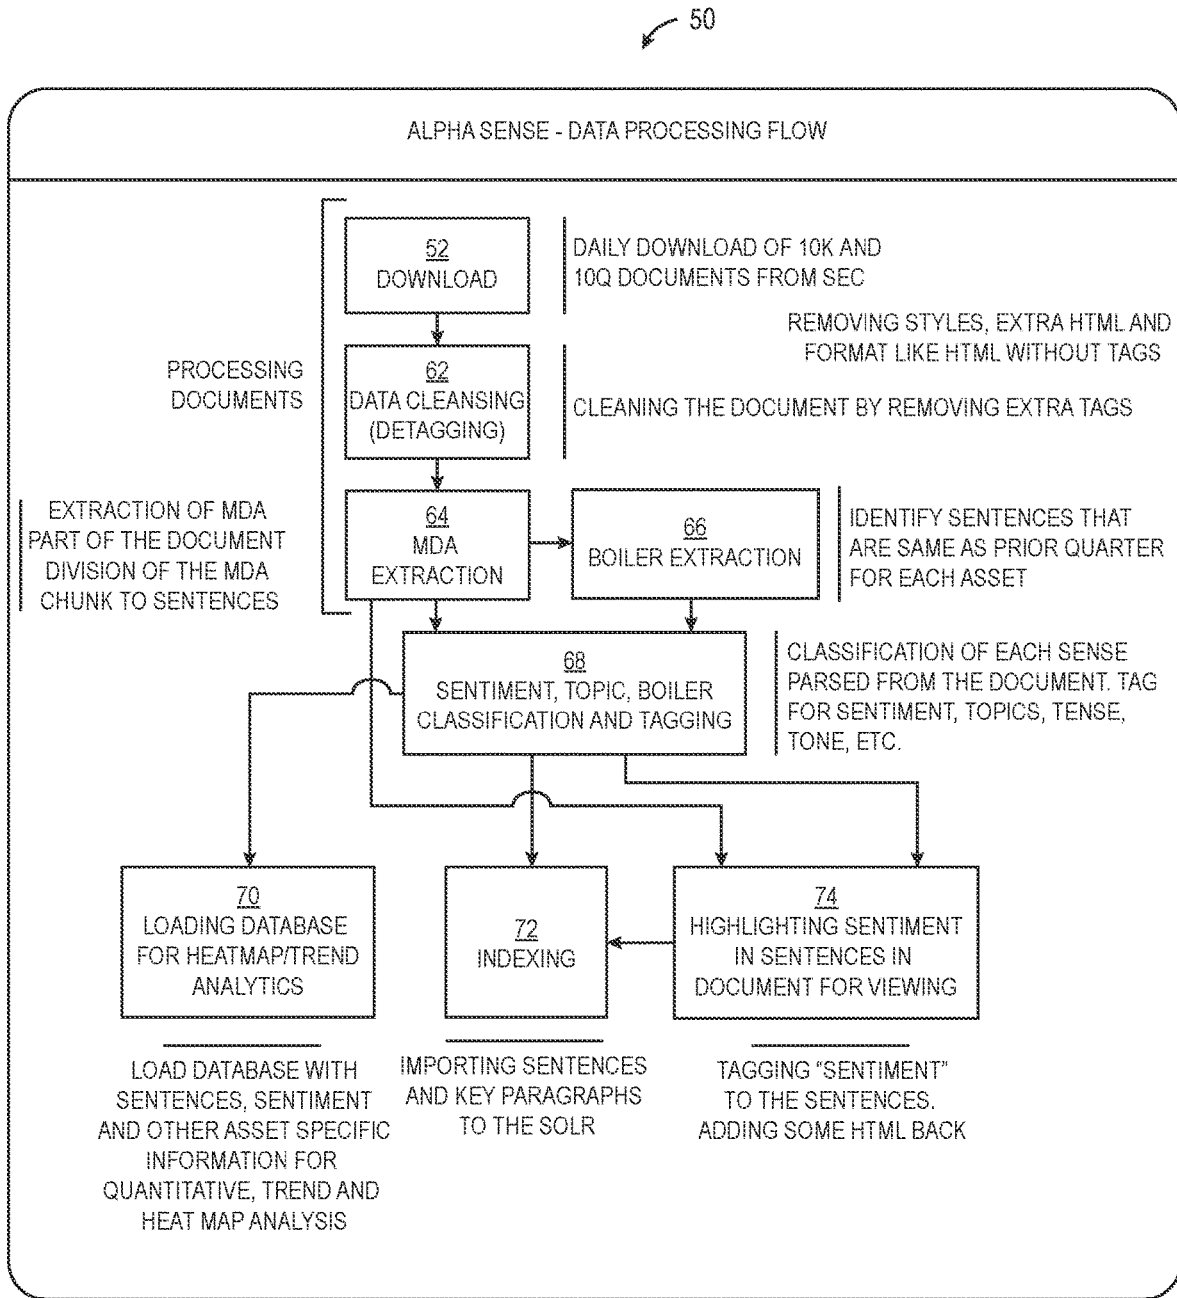 50
ALPHA SENSE - DATA PROCESSING FLOW
52
DOWNLOAD
DAILY DOWNLOAD OF 10K AND
10Q DOCUMENTS FROM SEC
REMOVING STYLES, EXTRA HTML AND
FORMAT LIKE HTML WITHOUT TAGS
PROCESSING
DOCUMENTS
62
DATA CLEANSING
(DETAGGING)
CLEANING THE DOCUMENT BY REMOVING EXTRA TAGS
EXTRACTION OF MDA
PART OF THE DOCUMENT
DIVISION OF THE MDA
CHUNK TO SENTENCES
64
MDA
EXTRACTION
66
BOILER EXTRACTION
IDENTIFY SENTENCES THAT
ARE SAME AS PRIOR QUARTER
FOR EACH ASSET
68
SENTIMENT, TOPIC, BOILER
CLASSIFICATION AND TAGGING
CLASSIFICATION OF EACH SENSE
PARSED FROM THE DOCUMENT. TAG
FOR SENTIMENT, TOPICS, TENSE,
TONE, ETC.
70
LOADING DATABASE
FOR HEATMAP/TREND
ANALYTICS
72
INDEXING
74
HIGHLIGHTING SENTIMENT
IN SENTENCES IN
DOCUMENT FOR VIEWING
LOAD DATABASE WITH
SENTENCES, SENTIMENT
AND OTHER ASSET SPECIFIC
INFORMATION FOR
QUANTITATIVE, TREND AND
HEAT MAP ANALYSIS
IMPORTING SENTENCES
AND KEY PARAGRAPHS
TO THE SOLR
TAGGING "SENTIMENT"
TO THE SENTENCES.
ADDING SOME HTML BACK